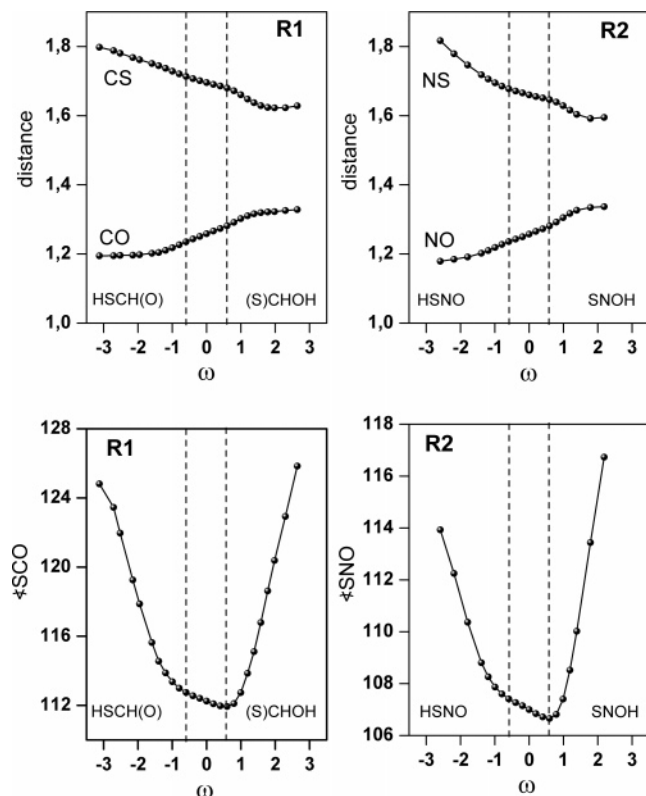 R1
1,8
1,6
1,4
1,2
1,0
distance
CS
CO
HSCH(O)
(S)CHOH
-3 -2 -1 0 1 2 3
ω
R2
1,8
1,6
1,4
1,2
1,0
distance
NS
NO
HSNO
SNOH
-3 -2 -1 0 1 2 3
ω
R1
128
124
120
116
112
∢SCO
HSCH(O)
(S)CHOH
-3 -2 -1 0 1 2 3
ω
R2
118
116
114
112
110
108
106
∢SNO
HSNO
SNOH
-3 -2 -1 0 1 2 3
ω